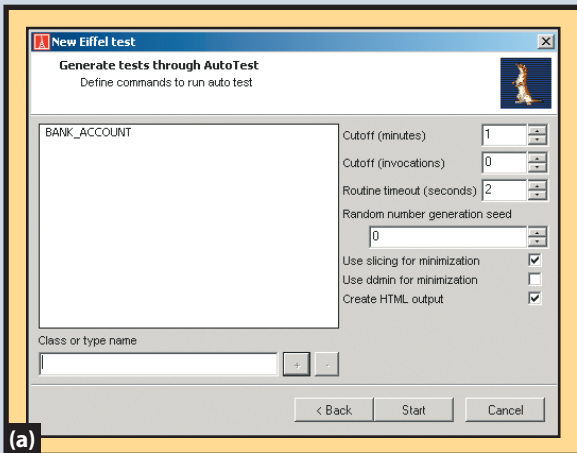 New Eiffel test
Generate tests through AutoTest
Define commands to run auto test
BANK_ACCOUNT
Cutoff (minutes) 1
Cutoff (invocations) 0
Routine timeout (seconds) 2
Random number generation seed
0
Use slicing for minimization
Use ddmin for minimization
Create HTML output
Class or type name
+ -
< Back Start Cancel
(a)